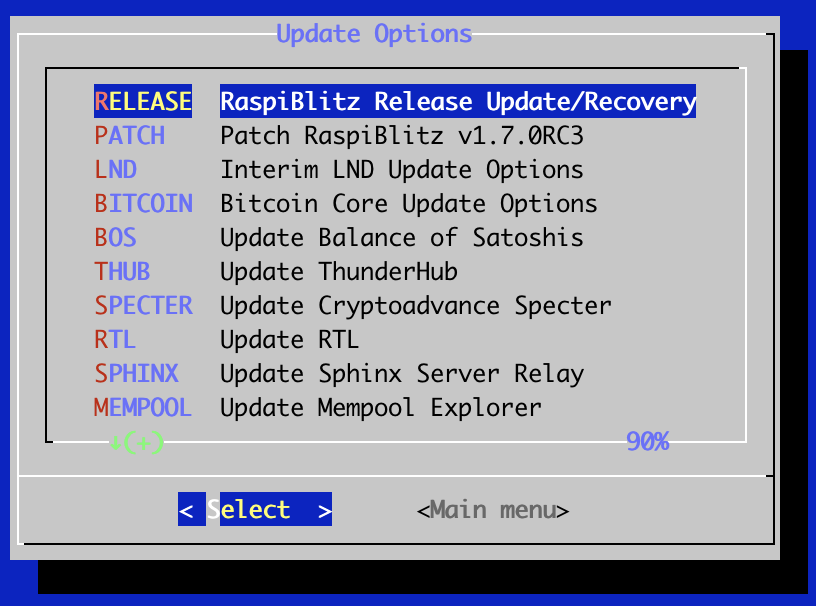 Update Options
RELEASE RaspiBlitz Release Update/Recovery
PATCH Patch RaspiBlitz v1.7.0RC3
LND Interim LND Update Options
BITCOIN Bitcoin Core Update Options
BOS Update Balance of Satoshis
THUB Update ThunderHub
SPECTER Update Cryptoadvance Specter
RTL Update RTL
SPHINX Update Sphinx Server Relay
MEMPOOL Update Mempool Explorer
↓(+) 90%
< Select > <Main menu>